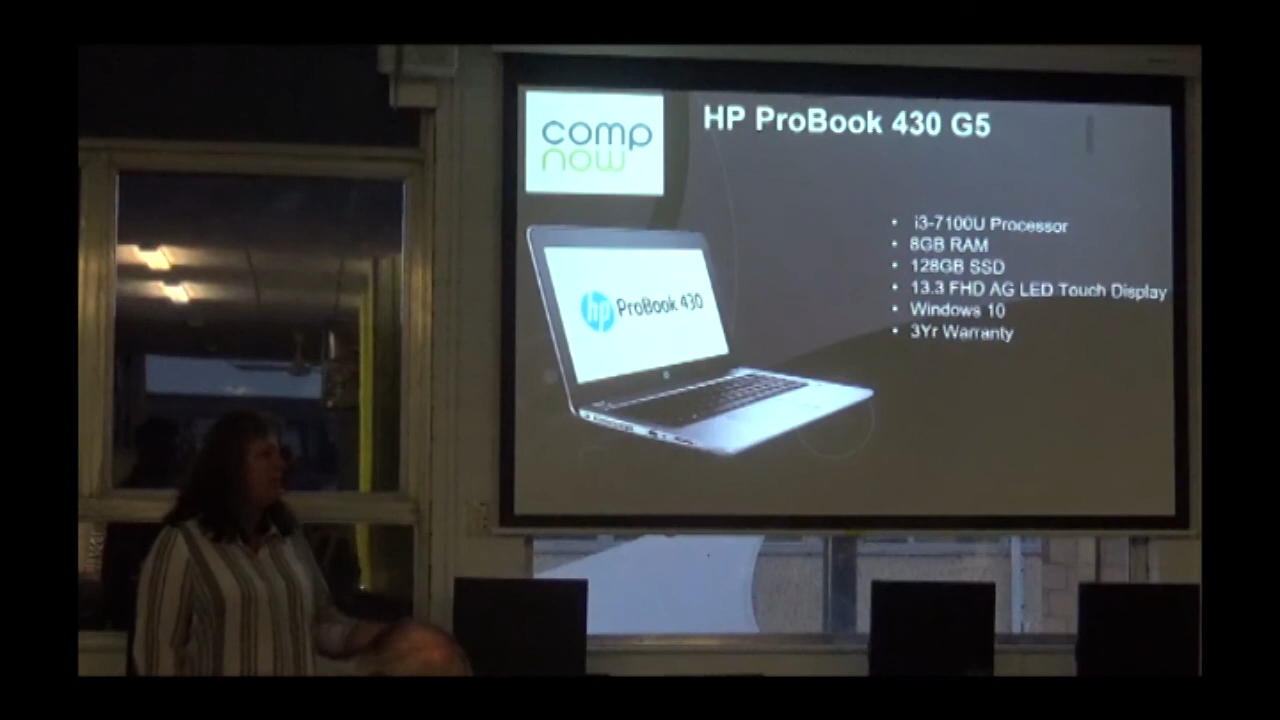 comp
now
HP ProBook 430 G5
hp ProBook 430
• i3-7100U Processor
• 8GB RAM
• 128GB SSD
• 13.3 FHD AG LED Touch Display
• Windows 10
• 3Yr Warranty